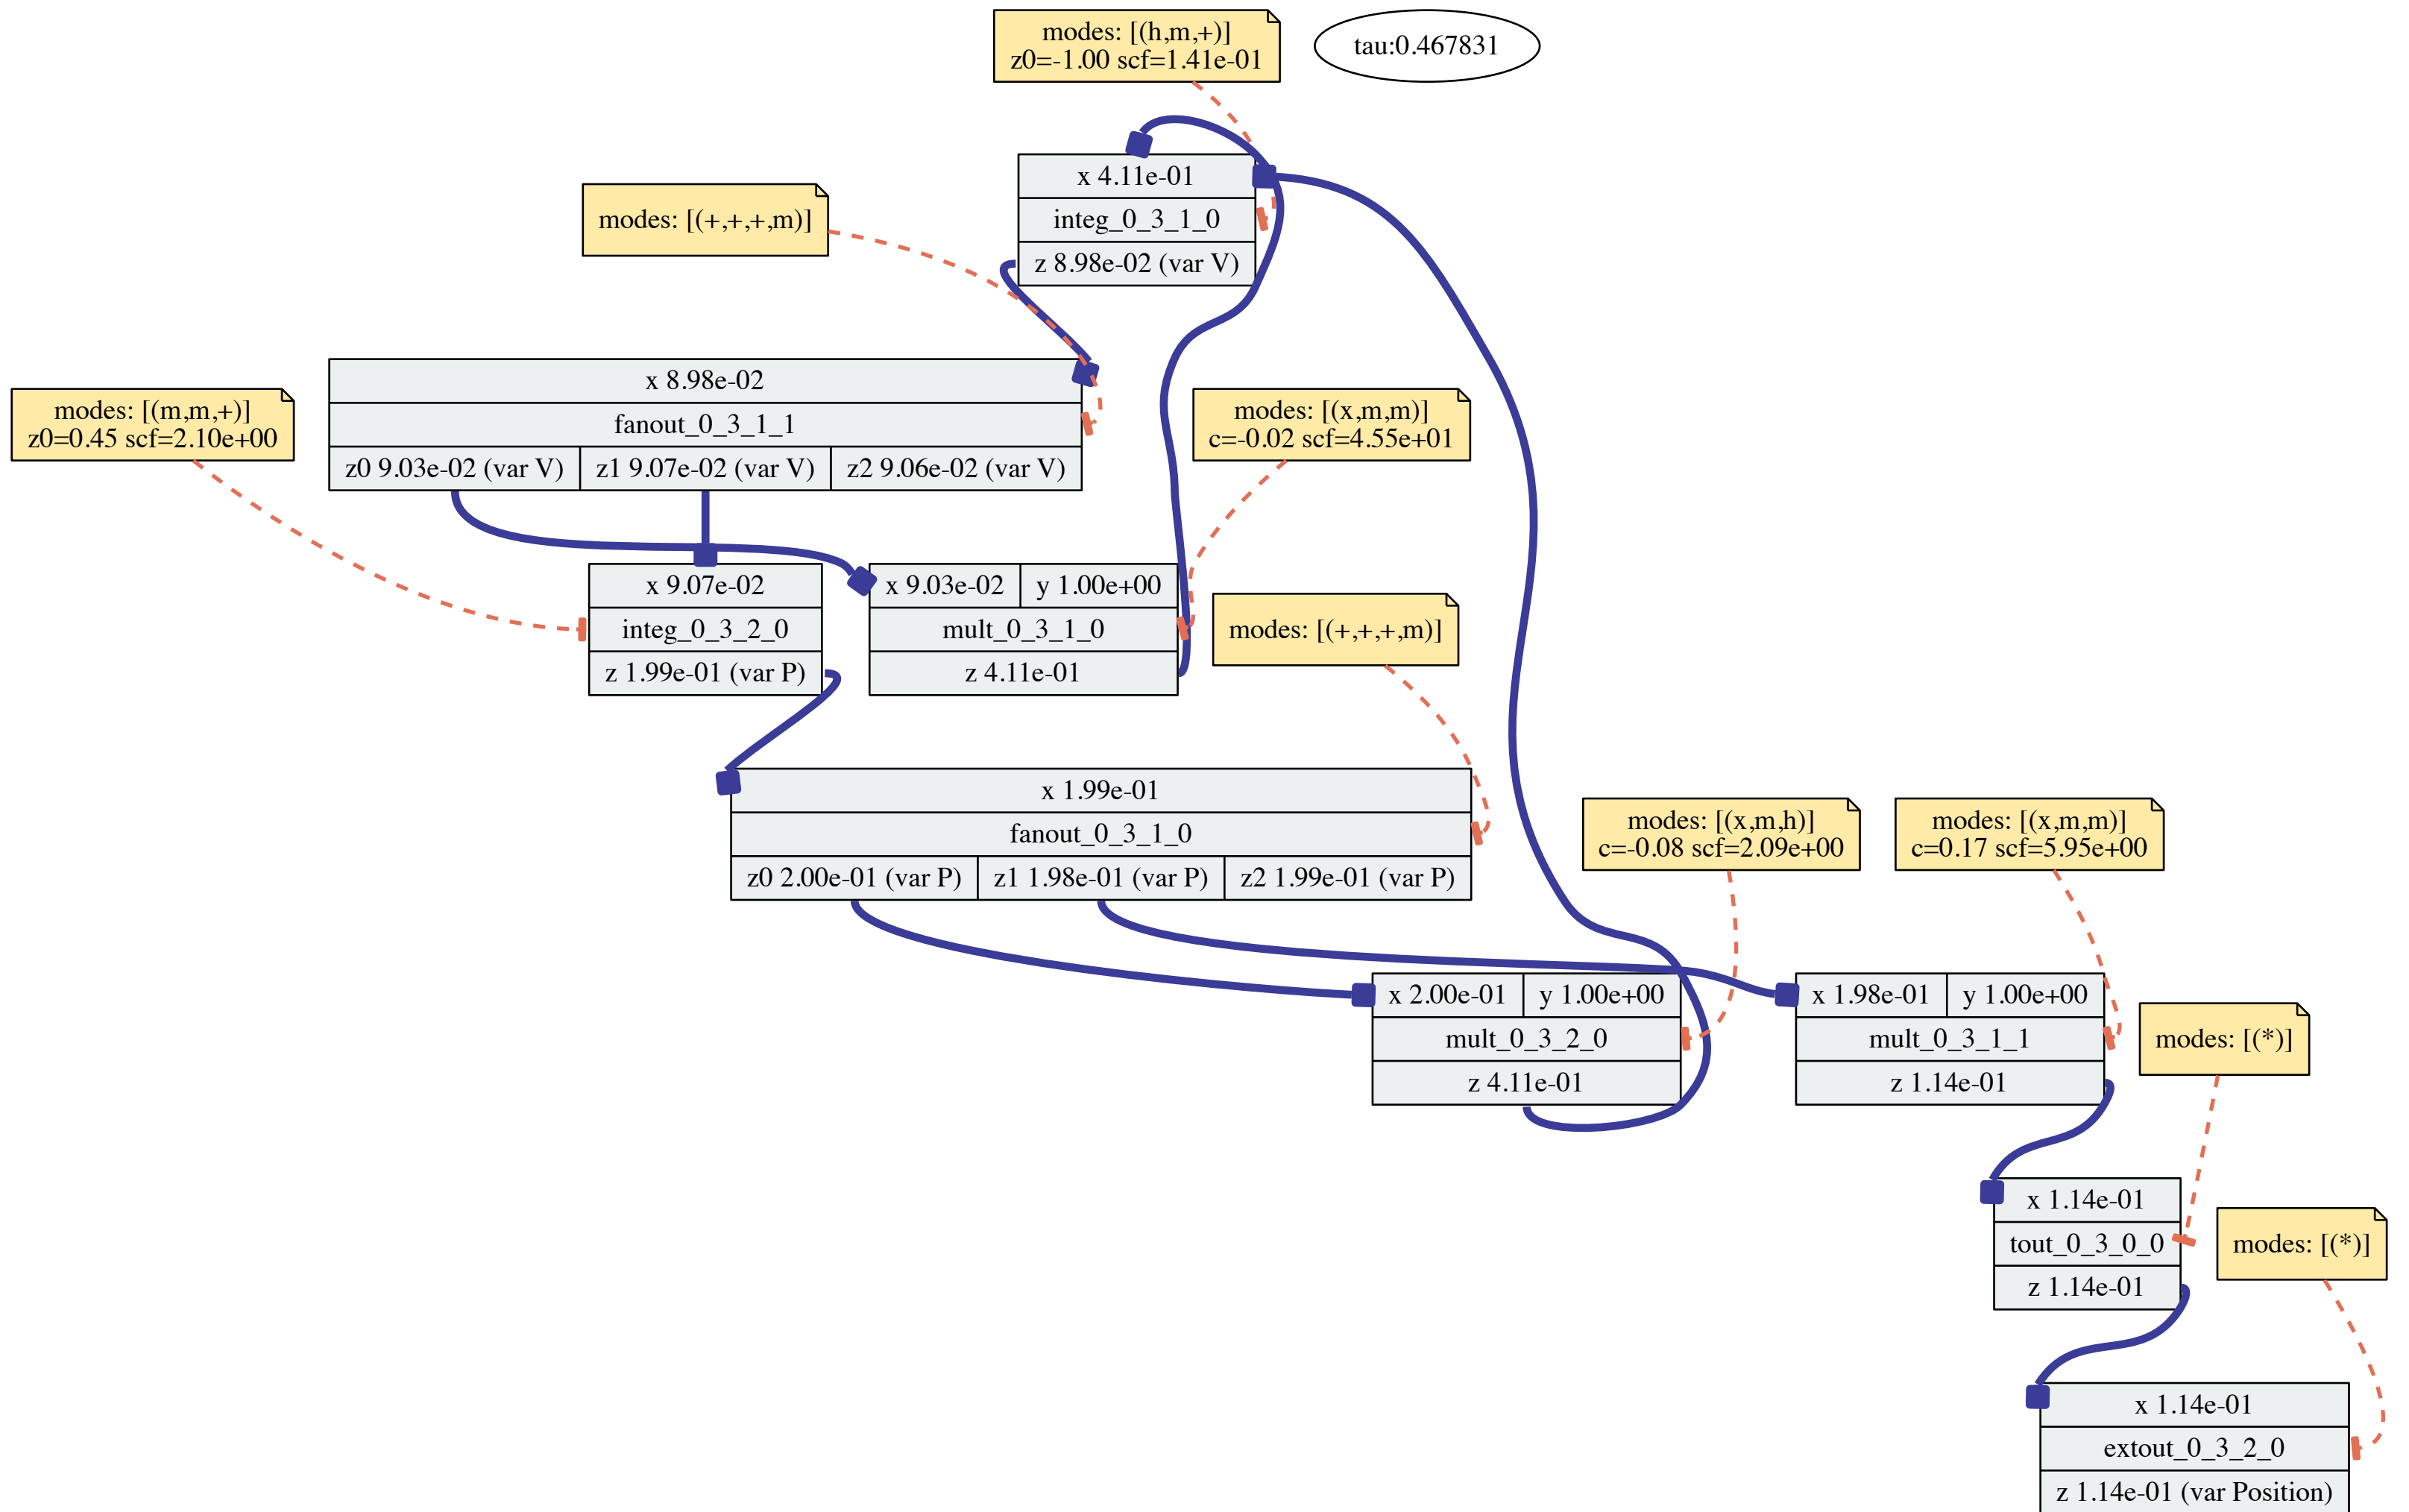 modes: [(h,m,+)]
z0=-1.00 scf=1.41e-01
tau:0.467831
x 4.11e-01
integ_0_3_1_0
z 8.98e-02 (var V)
modes: [(+,+,+,m)]
x 8.98e-02
fanout_0_3_1_1
z0 9.03e-02 (var V)
z1 9.07e-02 (var V)
z2 9.06e-02 (var V)
modes: [(m,m,+)]
z0=0.45 scf=2.10e+00
modes: [(x,m,m)]
c=-0.02 scf=4.55e+01
x 9.07e-02
integ_0_3_2_0
z 1.99e-01 (var P)
x 9.03e-02
y 1.00e+00
mult_0_3_1_0
z 4.11e-01
modes: [(+,+,+,m)]
x 1.99e-01
fanout_0_3_1_0
z0 2.00e-01 (var P)
z1 1.98e-01 (var P)
z2 1.99e-01 (var P)
modes: [(x,m,h)]
c=-0.08 scf=2.09e+00
modes: [(x,m,m)]
c=0.17 scf=5.95e+00
x 2.00e-01
y 1.00e+00
mult_0_3_2_0
z 4.11e-01
x 1.98e-01
y 1.00e+00
mult_0_3_1_1
z 1.14e-01
modes: [(*)]
x 1.14e-01
tout_0_3_0_0
z 1.14e-01
modes: [(*)]
x 1.14e-01
extout_0_3_2_0
z 1.14e-01 (var Position)